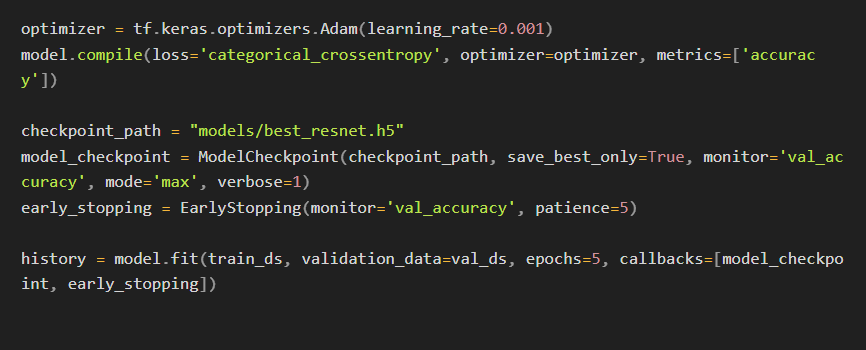 optimizer = tf.keras.optimizers.Adam(learning_rate=0.001)
model.compile(loss='categorical_crossentropy', optimizer=optimizer, metrics=['accurac
y'])
checkpoint_path = "models/best_resnet.h5"
model_checkpoint = ModelCheckpoint(checkpoint_path, save_best_only=True, monitor='val_ac
curacy', mode='max', verbose=1)
early_stopping = EarlyStopping(monitor='val_accuracy', patience=5)
history = model.fit(train_ds, validation_data=val_ds, epochs=5, callbacks=[model_checkpo
int, early_stopping])